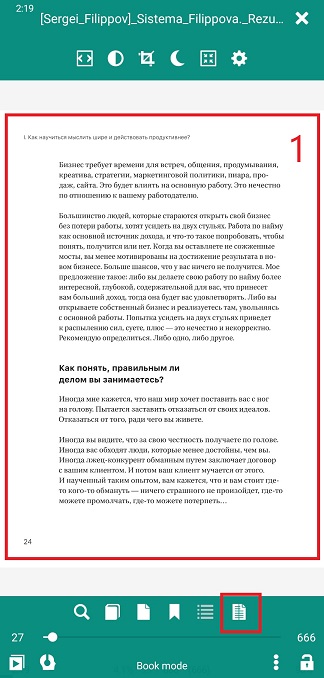 2:19
[Sergei_Filippov]_Sistema_Filippova._Rezu...
I. Как научиться мыслить шире и действовать продуктивнее?
1
Бизнес требует времени для встреч, общения, продумывания,
креатива, стратегии, маркетинговой политики, пиара, про-
даж, сайта. Это будет влиять на основную работу. Это нечестно
по отношению к вашему работодателю.
Большинство людей, которые стараются открыть свой бизнес
без потери работы, хотят усидеть на двух стульях. Работа по найму
как основной источник дохода, и что-то такое попробовать, чтобы
понять, получится или нет. Когда вы оставляете не сожженные
мосты, вы менее мотивированы на достижение результата в но-
вом бизнесе. Больше шансов, что у вас ничего не получится. Мое
предложение такое: либо вы делаете свою работу по найму более
интересной, глубокой, содержательной для вас, что принесет
вам больший доход, тогда она будет вас удовлетворять. Либо вы
открываете собственный бизнес и реализуетесь там, увольняясь
с основной работы. Попытка усидеть на двух стульях приведет
к распылению сил, суете, плюс — это нечестно и некорректно.
Рекомендую определиться. Либо одно, либо другое.
Как понять, правильным ли
делом вы занимаетесь?
Иногда мне кажется, что наш мир хочет поставить вас с ног
на голову. Пытается заставить отказаться от своих идеалов.
Отказаться от того, ради чего вы живете.
Иногда вы видите, что за свою честность получаете по голове.
Иногда вас обходят люди, которые менее достойны, чем вы.
Иногда лжец-конкурент обманным путем заключает договор
с вашим клиентом. И потом ваш клиент мучается от этого.
И наученный таким опытом, вам кажется, что и вам стоит где-
то кого-то обмануть — ничего страшного не произойдет, где-то
можете промолчать, где-то можете потерпеть...
24
27
666
Book mode